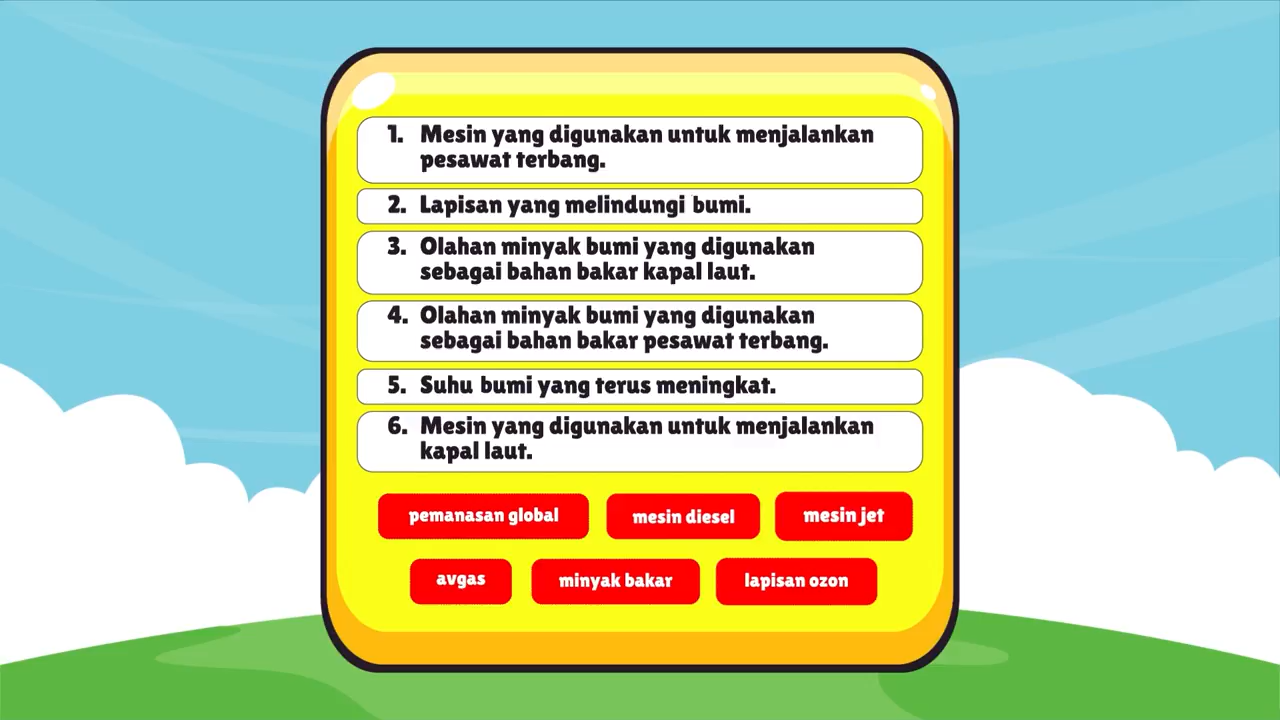 1. Mesin yang digunakan untuk menjalankan
pesawat terbang.
2. Lapisan yang melindungi bumi.
3. Olahan minyak bumi yang digunakan
sebagai bahan bakar kapal laut.
4. Olahan minyak bumi yang digunakan
sebagai bahan bakar pesawat terbang.
5. Suhu bumi yang terus meningkat.
6. Mesin yang digunakan untuk menjalankan
kapal laut.
pemanasan global mesin diesel mesin jet
avgas minyak bakar lapisan ozon